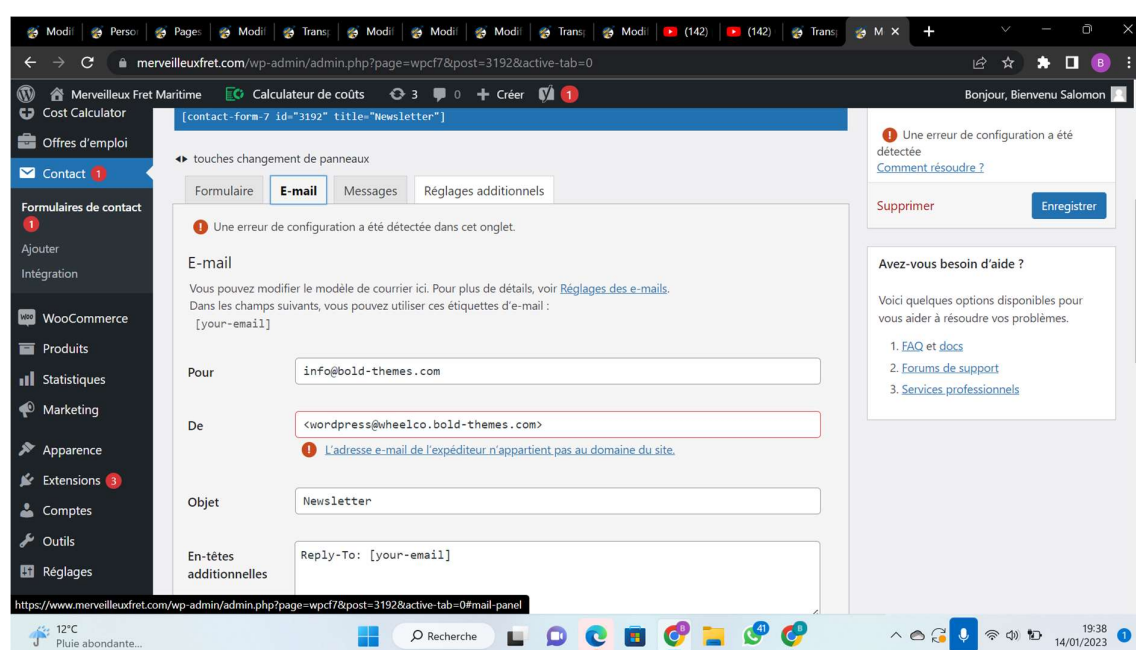 Modif
Perso
Pages
Modif
Transp
Modif
Modif
Modif
Transp
Modif
(142)
(142)
Transp
M
merveilleuxfret.com/wp-admin/admin.php?page=wpcf7&post=3192&active-tab=0
B
Merveilleux Fret Maritime
Calculateur de coûts
3
0
Créer
1
Bonjour, Bienvenu Salomon
Cost Calculator
Offres d'emploi
Contact 1
Formulaires de contact
1
Ajouter
Intégration
WooCommerce
Produits
Statistiques
Marketing
Apparence
Extensions 3
Comptes
Outils
Réglages
[contact-form-7 id="3192" title="Newsletter"]
touches changement de panneaux
Formulaire
E-mail
Messages
Réglages additionnels
Une erreur de configuration a été détectée dans cet onglet.
E-mail
Vous pouvez modifier le modèle de courrier ici. Pour plus de détails, voir Réglages des e-mails.
Dans les champs suivants, vous pouvez utiliser ces étiquettes d'e-mail :
[your-email]
Pour
info@bold-themes.com
De
<wordpress@wheelco.bold-themes.com>
L'adresse e-mail de l'expéditeur n'appartient pas au domaine du site.
Objet
Newsletter
En-têtes
additionnelles
Reply-To: [your-email]
Une erreur de configuration a été
détectée
Comment résoudre ?
Supprimer
Enregistrer
Avez-vous besoin d'aide ?
Voici quelques options disponibles pour
vous aider à résoudre vos problèmes.
1. FAQ et docs
2. Forums de support
3. Services professionnels
https://www.merveilleuxfret.com/wp-admin/admin.php?page=wpcf7&post=3192&active-tab=0#mail-panel
12°C
Pluie abondante...
Recherche
41
19:38
14/01/2023
1